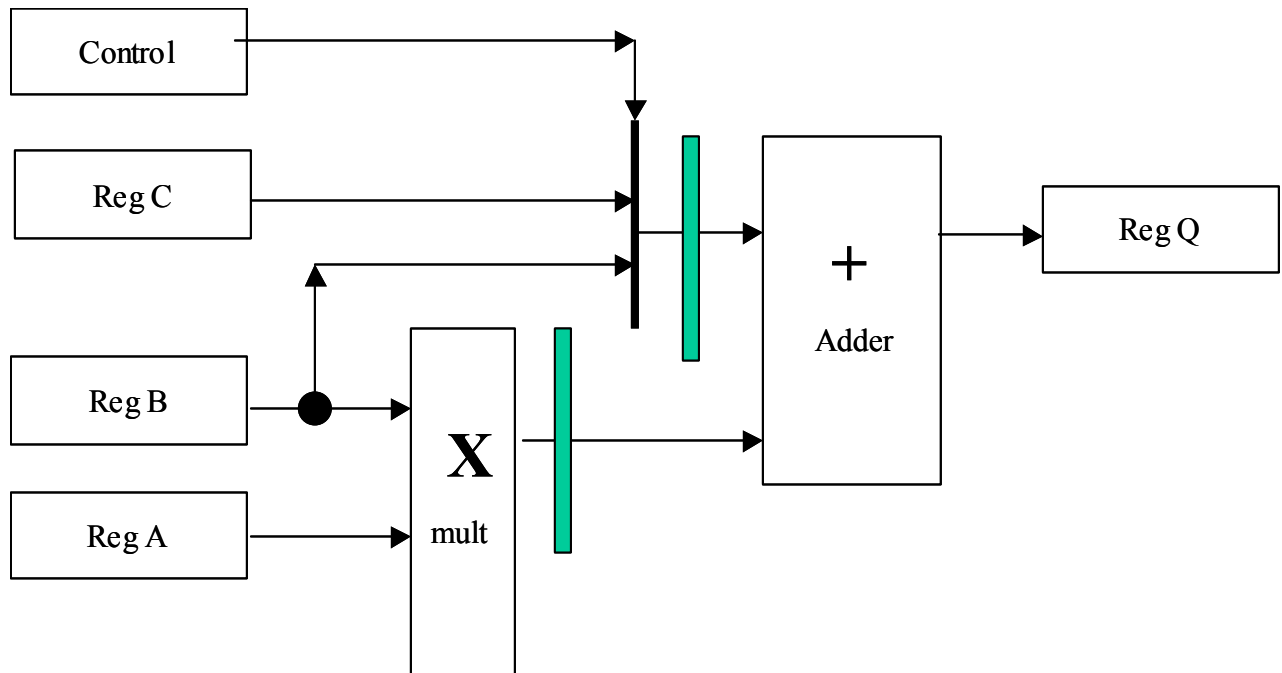 Control
Reg C
Reg Q
+
Adder
Reg B
X
mult
Reg A